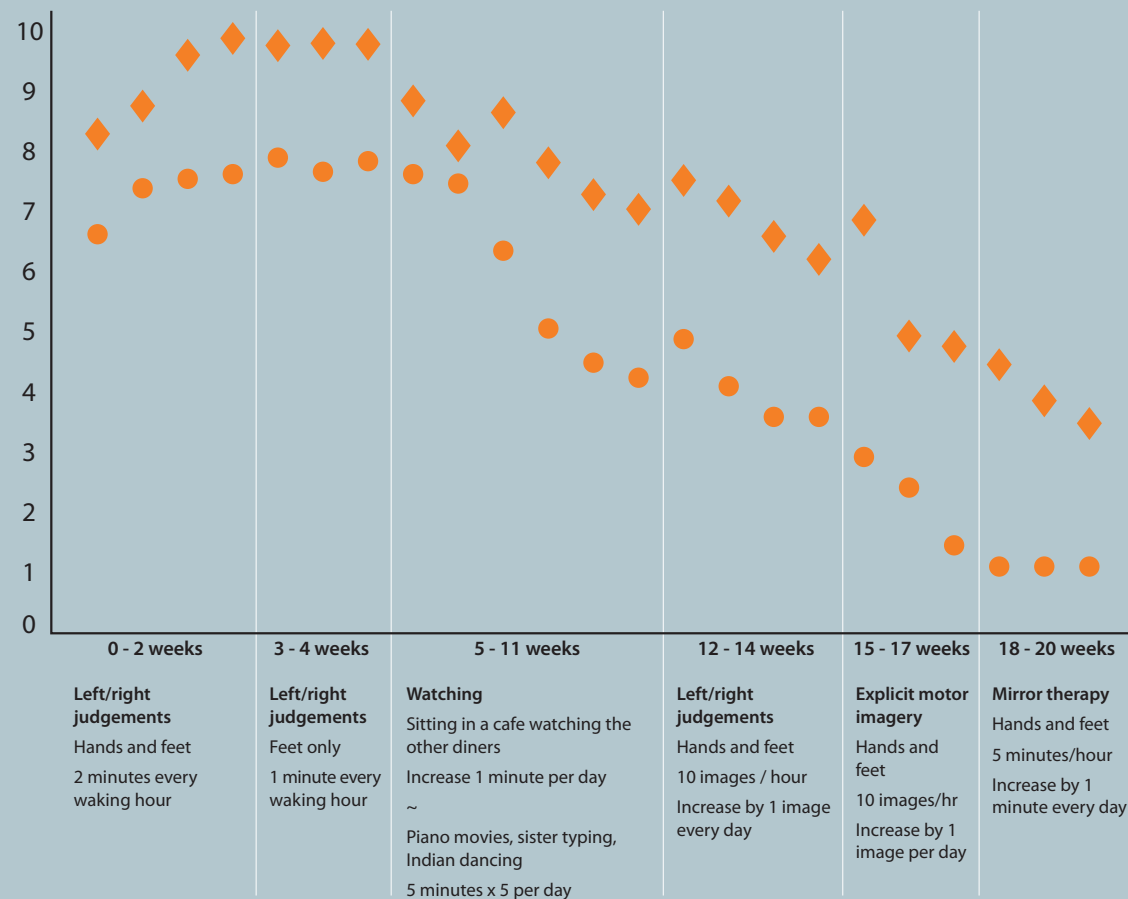 10
9
8
7
6
5
4
3
2
1
0
0 - 2 weeks
3 - 4 weeks
5 - 11 weeks
12 - 14 weeks
15 - 17 weeks
18 - 20 weeks
Left/right
judgements
Hands and feet
2 minutes every
waking hour
Left/right
judgements
Feet only
1 minute every
waking hour
Watching
Sitting in a cafe watching the
other diners
Increase 1 minute per day
~
Piano movies, sister typing,
Indian dancing
5 minutes x 5 per day
Left/right
judgements
Hands and feet
10 images / hour
Increase by 1 image
every day
Explicit motor
imagery
Hands and
feet
10 images/hr
Increase by 1
image per day
Mirror therapy
Hands and feet
5 minutes/hour
Increase by 1
minute every day